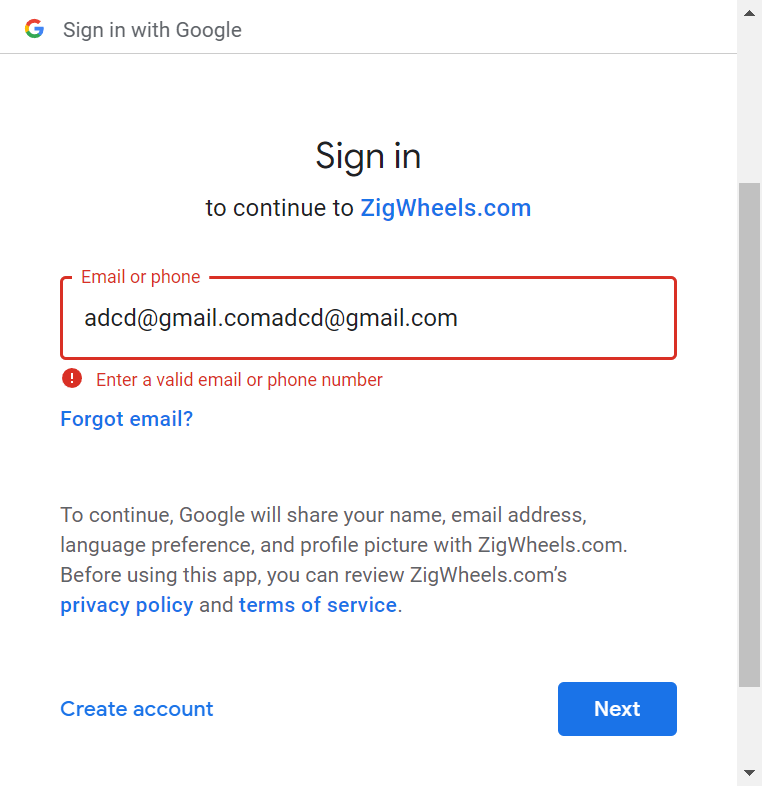 Sign in with Google
Sign in
to continue to ZigWheels.com
Email or phone
adcd@gmail.comadcd@gmail.com
Enter a valid email or phone number
Forgot email?
To continue, Google will share your name, email address,
language preference, and profile picture with ZigWheels.com.
Before using this app, you can review ZigWheels.com’s
privacy policy and terms of service.
Create account
Next